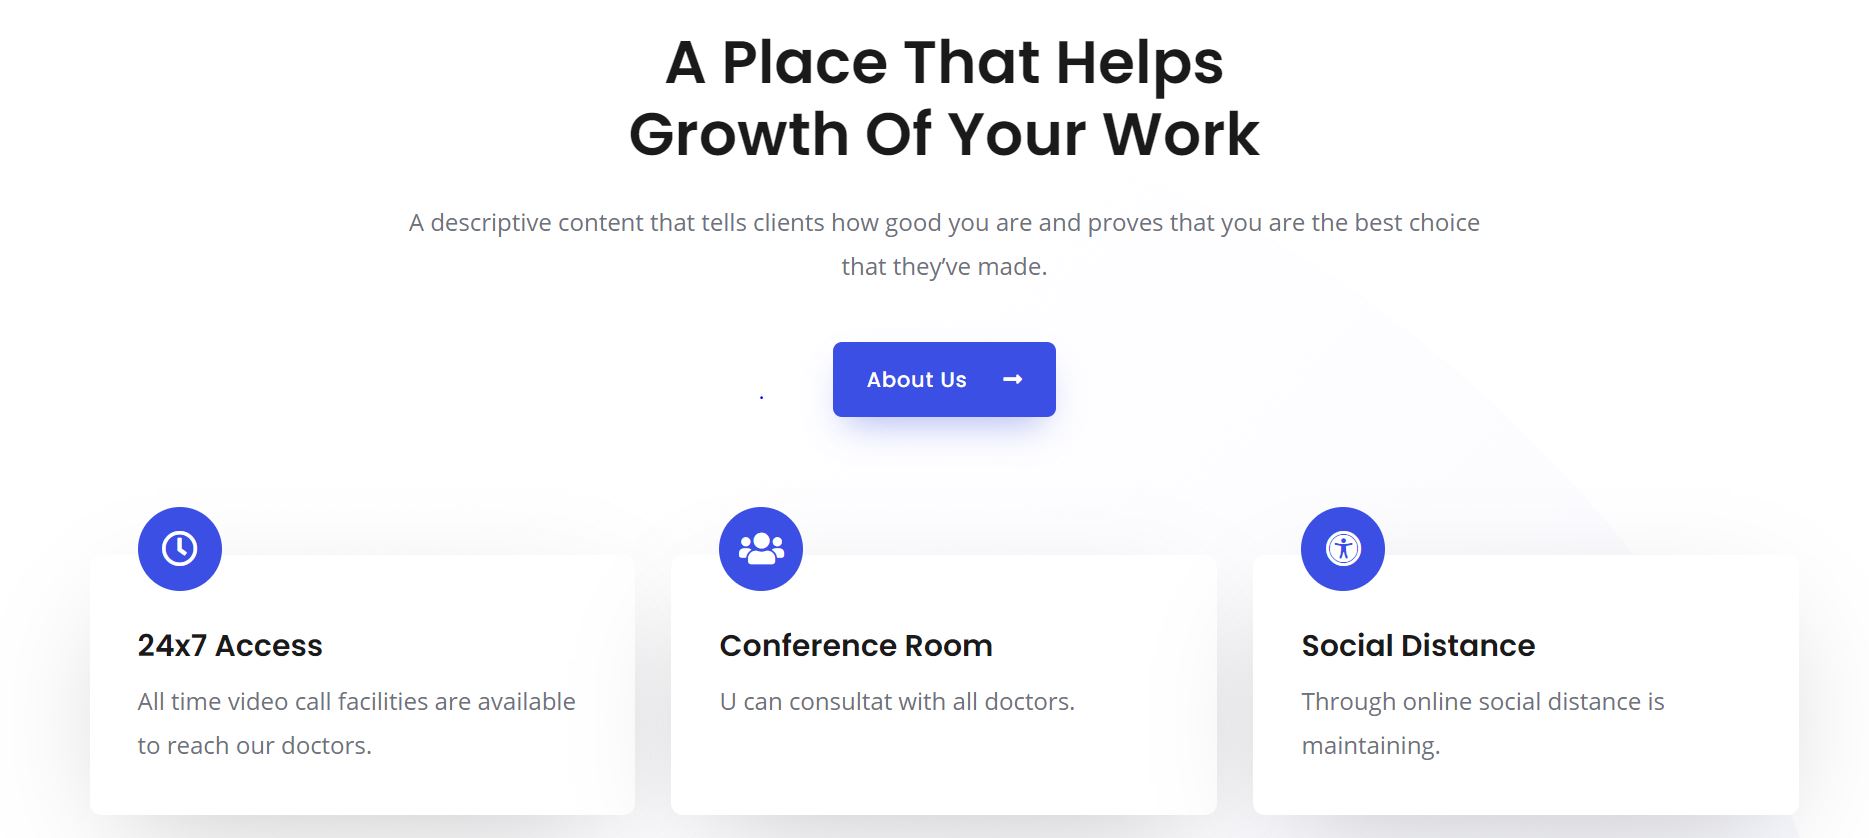 A Place That Helps
Growth Of Your Work
A descriptive content that tells clients how good you are and proves that you are the best choice
that they’ve made.
About Us
24x7 Access
All time video call facilities are available
to reach our doctors.
Conference Room
U can consultat with all doctors.
Social Distance
Through online social distance is
maintaining.